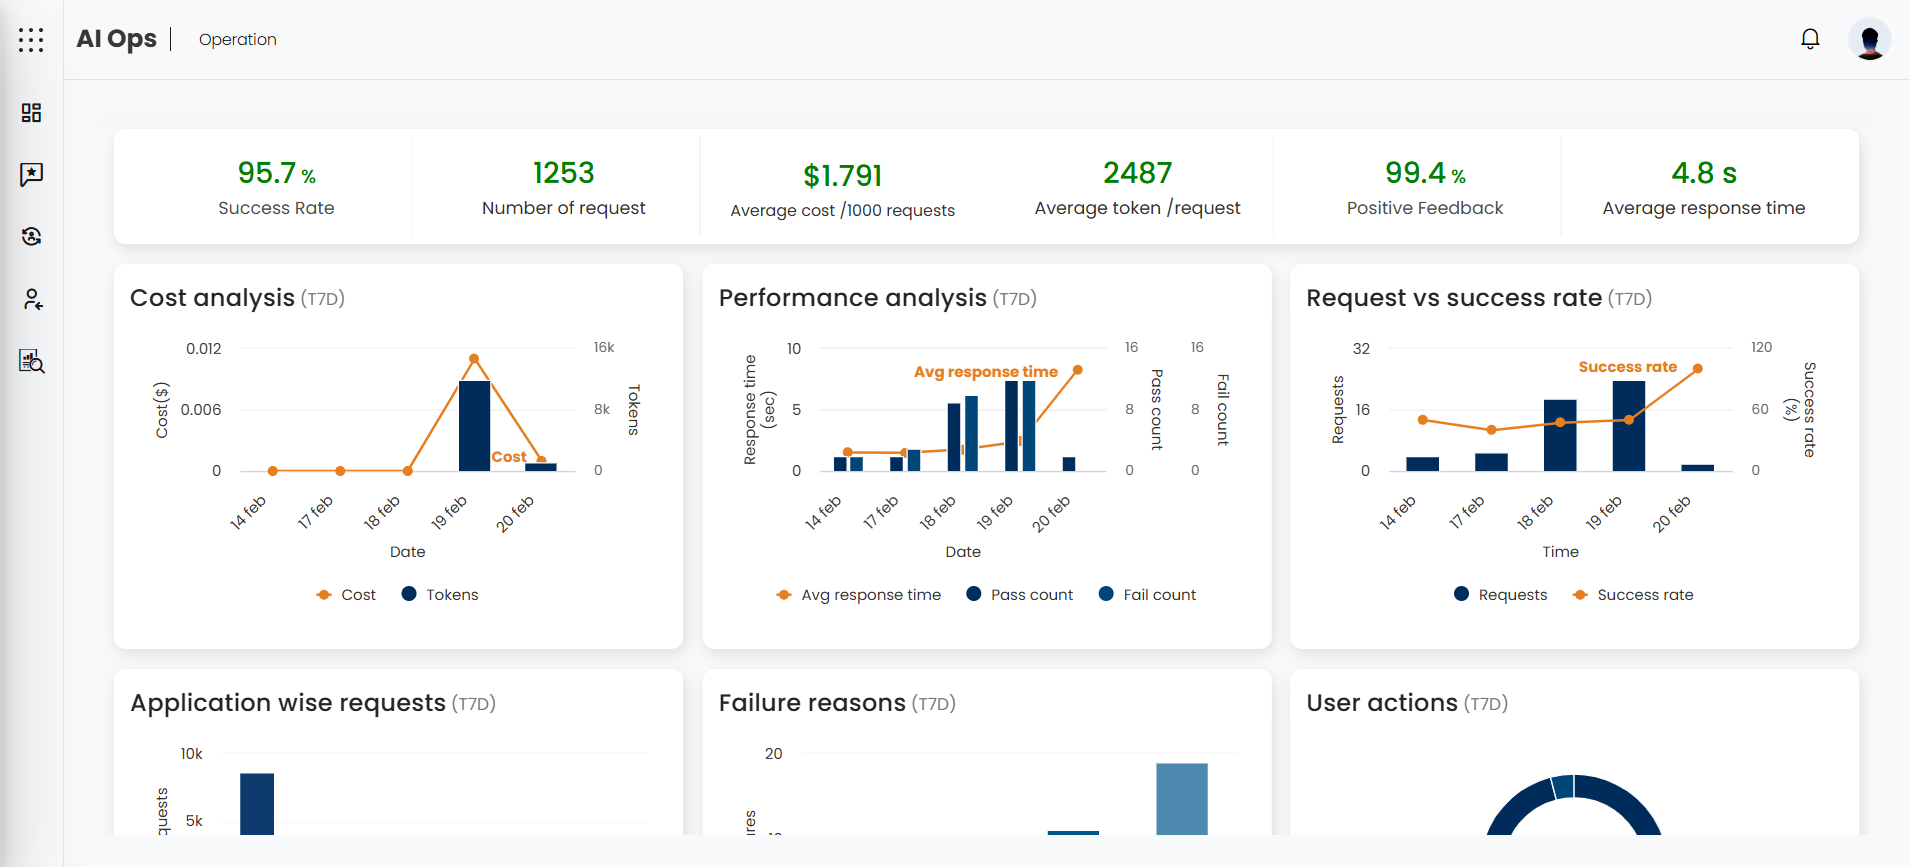 AI Ops
Operation
95.7 %
Success Rate
1253
Number of request
$1.791
Average cost /1000 requests
2487
Average token /request
99.4 %
Positive Feedback
4.8 s
Average response time
Cost analysis (T7D)
0.012
0.006
0
Cost($)
16k
8k
0
Tokens
Cost
14 feb
17 feb
18 feb
19 feb
20 feb
Date
Cost
Tokens
Performance analysis (T7D)
10
5
0
Response time
(sec)
Avg response time
16
8
0
Pass count
16
8
0
Fail count
14 feb
17 feb
18 feb
19 feb
20 feb
Date
Avg response time
Pass count
Fail count
Request vs success rate (T7D)
32
16
0
Requests
Success rate
120
60
0
Success rate
(%)
14 feb
17 feb
18 feb
19 feb
20 feb
Time
Requests
Success rate
Application wise requests (T7D)
10k
5k
quests
Failure reasons (T7D)
20
ures
User actions (T7D)